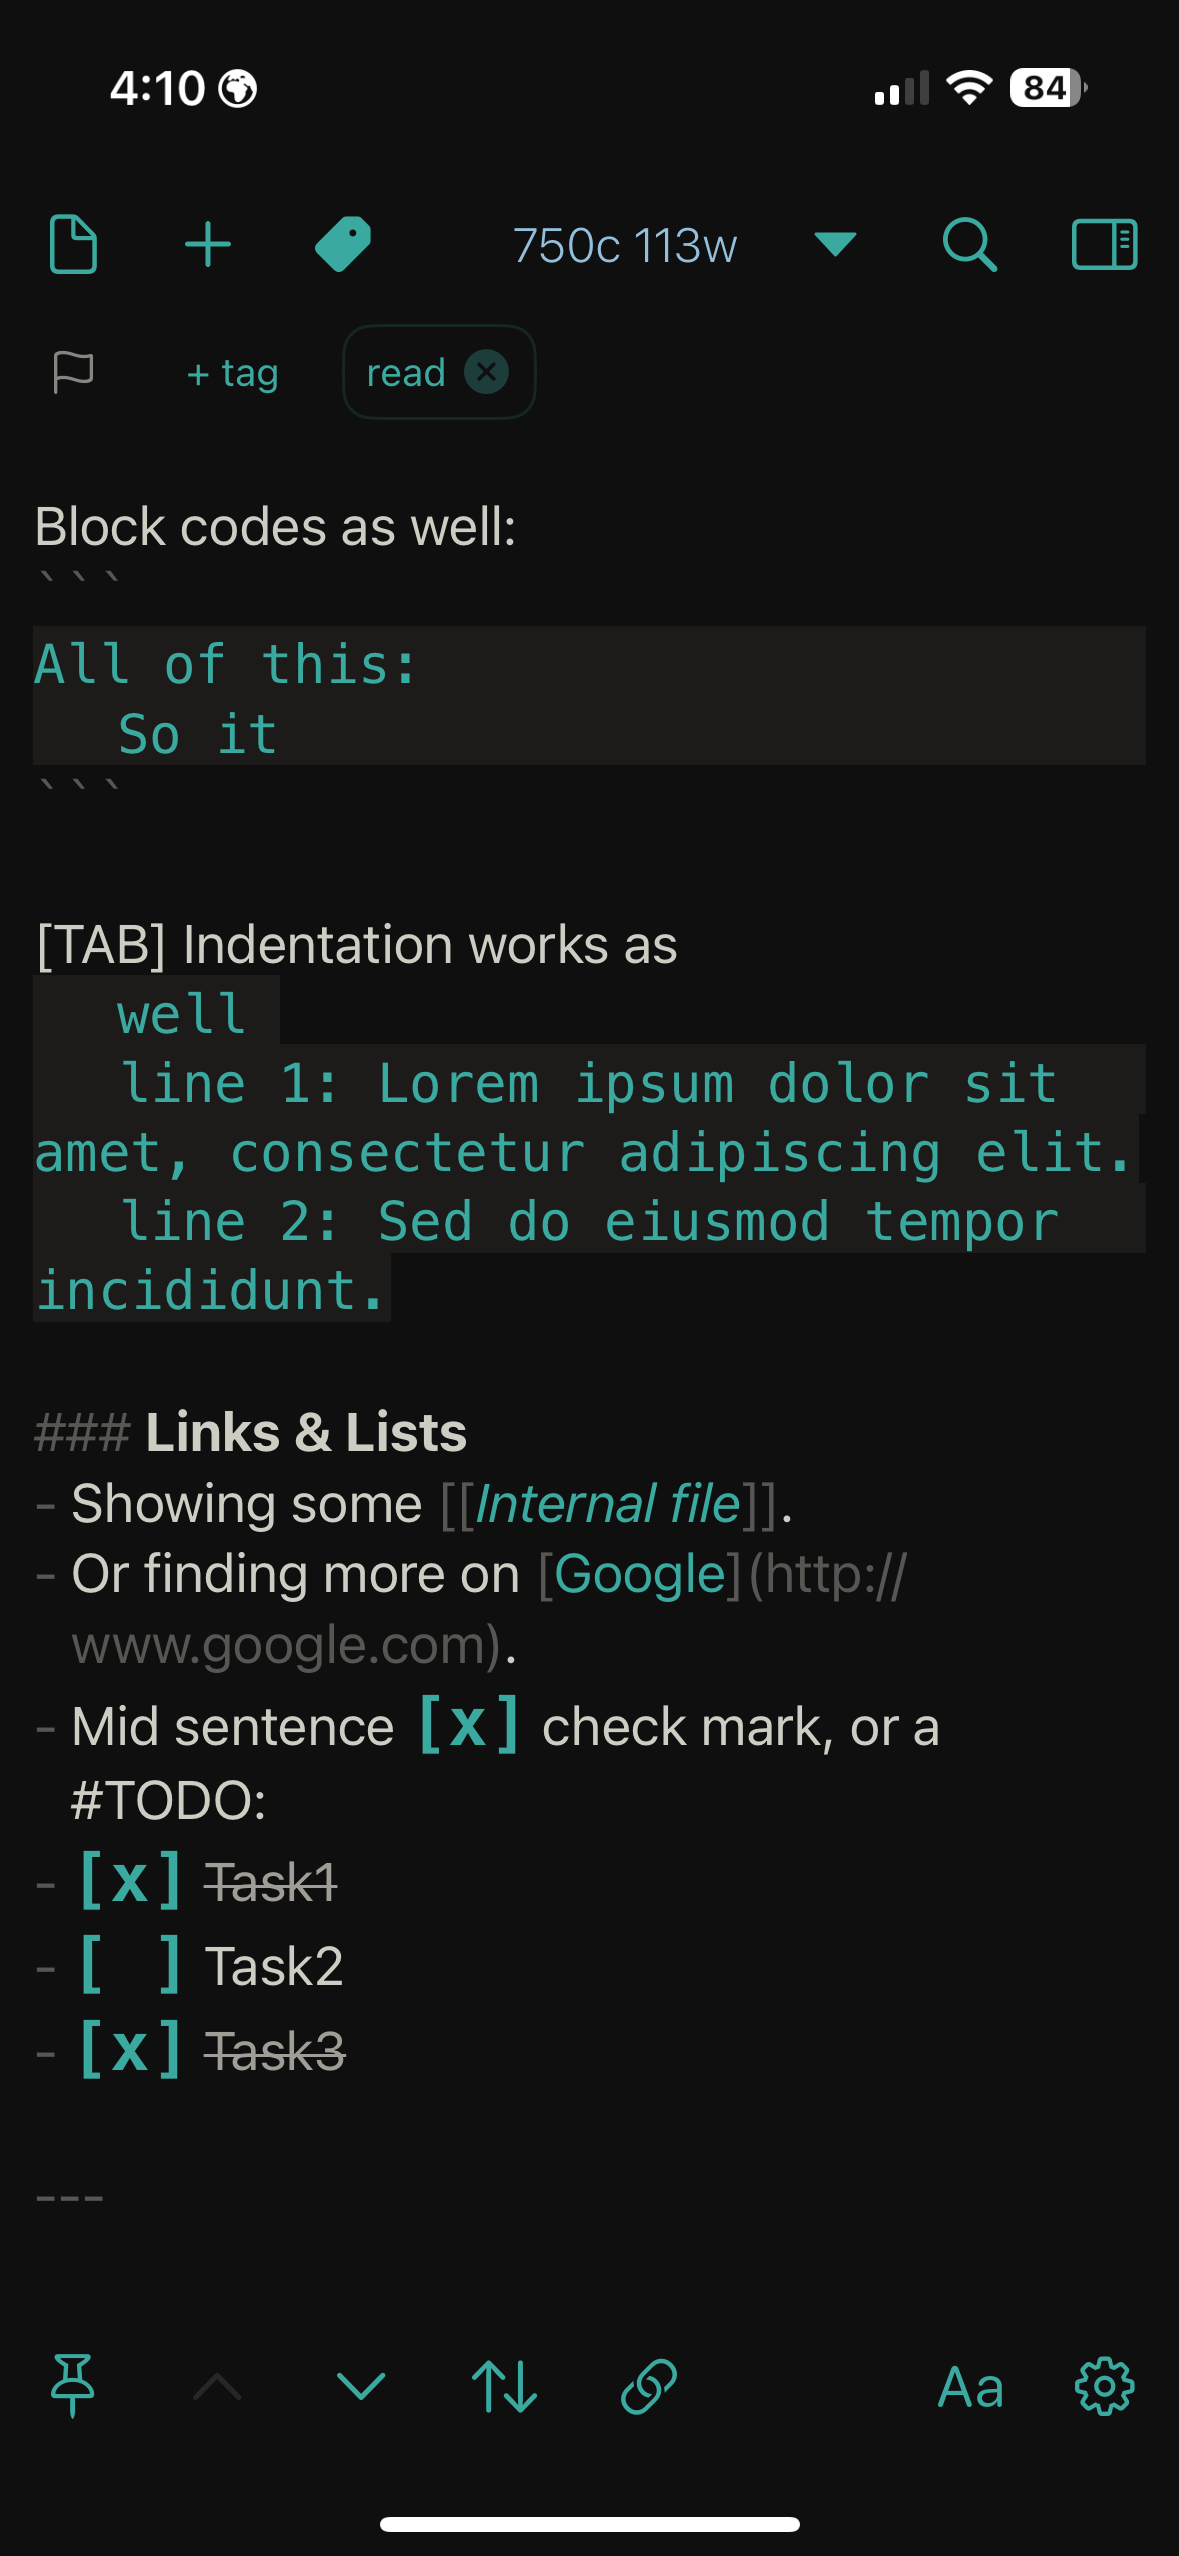 4:10
84
750c 113w
+ tag
read
Block codes as well:
```
All of this:
   So it
```
[TAB] Indentation works as
   well
   line 1: Lorem ipsum dolor sit
amet, consectetur adipiscing elit.
   line 2: Sed do eiusmod tempor
incididunt.
### Links & Lists
- Showing some [[Internal file]].
- Or finding more on [Google](http://
www.google.com).
- Mid sentence [x] check mark, or a
#TODO:
- [x] Task1
- [ ] Task2
- [x] Task3
---
Aa